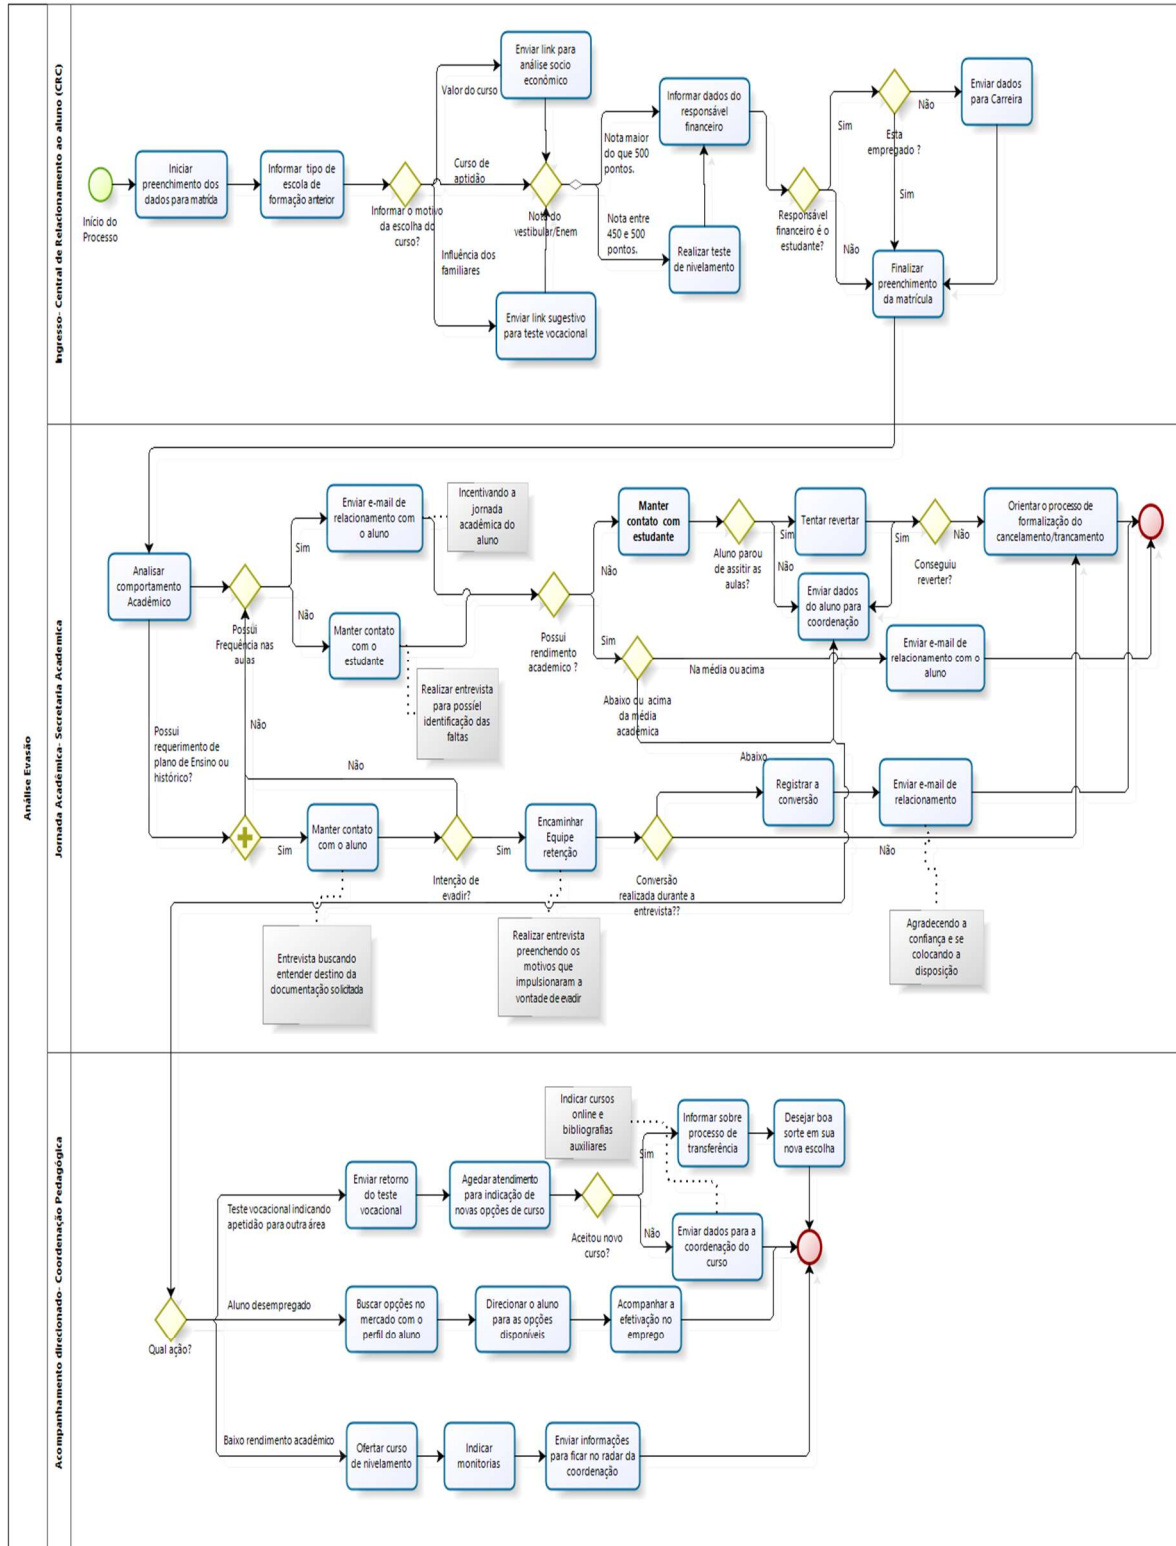 Análise Evasão
Ingresso- Central de Relacionamento ao aluno (CRC)
Início do
Processo
Iniciar
preenchimento dos
dados para matrícula
Informar tipo de
escola de
formação anterior
Informar o motivo
da escolha do
curso?
Valor do curso
Curso de
aptidão
Influência dos
familiares
Enviar link para
análise socio
econômico
Enviar link sugestivo
para teste vocacional
Nota do
vestibular/Enem
Nota maior
do que 500
pontos.
Nota entre
450 e 500
pontos.
Informar dados do
responsável
financeiro
Realizar teste
de nivelamento
Responsável
financeiro é o
estudante?
Sim
Não
Esta
empregado ?
Não
Sim
Enviar dados
para Carreira
Finalizar
preenchimento
da matrícula
Jornada Acadêmica- Secretaria Academica
Analisar
comportamento
Acadêmico
Possui
Frequência nas
aulas
Sim
Não
Enviar e-mail de
relacionamento com
o aluno
Incentivando a
jornada
acadêmica do
aluno
Manter contato
com o
estudante
Realizar entrevista
para possíel
identificação das
faltas
Possui
rendimento
academico ?
Não
Sim
Manter
contato com
estudante
Aluno parou
de assitir as
aulas?
Sim
Não
Tentar revertar
Enviar dados
do aluno para
coordenação
Sim
Conseguiu
reverter?
Não
Orientar o processo de
formalização do
cancelamento/trancamento
Abaixo ou acima
da média
acadêmica
Na média ou acima
Abaixo
Enviar e-mail de
relacionamento com o
aluno
Possui
requerimento de
plano de Ensino ou
histórico?
Não
Não
Sim
Manter contato
com o aluno
Intenção de
evadir?
Sim
Encaminhar
Equipe
retenção
Conversão
realizada durante a
entrevista??
Registrar a
conversão
Enviar e-mail de
relacionamento
Não
Entrevista buscando
entender destino da
documentação solicitada
Realizar entrevista
preenchendo os
motivos que
impulsionaram a
vontade de evadir
Agradecendo a
confiança e se
colocando a
disposição
Acompanhamento direcionado- Coordenação Pedagógica
Qual ação?
Teste vocacional indicando
apetidão para outra área
Aluno desempregado
Baixo rendimento acadêmico
Enviar retorno
do teste
vocacional
Agedar atendimento
para indicação de
novas opções de curso
Aceitou novo
curso?
Indicar cursos
online e
bibliografias
auxiliares
Sim
Não
Informar sobre
processo de
transferência
Desejar boa
sorte em sua
nova escolha
Enviar dados para a
coordenação do
curso
Buscar opções no
mercado com o
perfil do aluno
Direcionar o aluno
para as opções
disponíveis
Acompanhar a
efetivação no
emprego
Ofertar curso
de nivelamento
Indicar
monitorias
Enviar informações
para ficar no radar da
coordenação